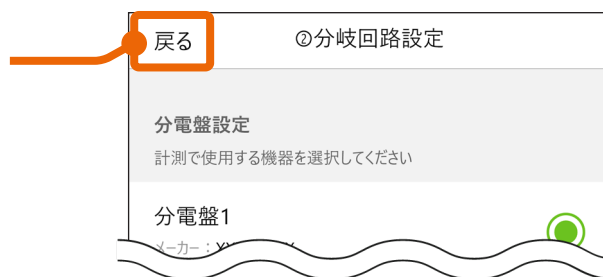 戻る
②分岐回路設定
分電盤設定
計測で使用する機器を選択してください
分電盤1
メーカー：